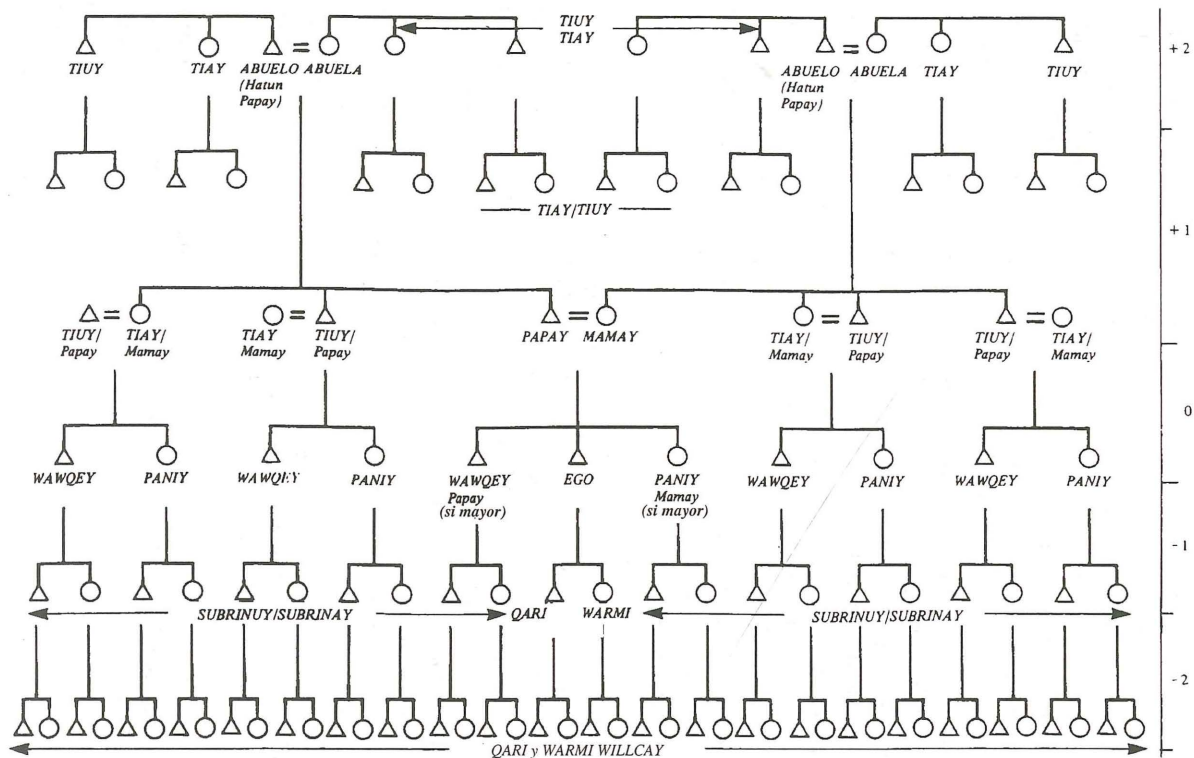 TIUY
TIAY
+ 2
TIUY
TIAY
ABUELO ABUELA
(Hatun
Papay)
ABUELO ABUELA
(Hatun
Papay)
TIAY
TIUY
TIAY/TIUY
+ 1
TIUY/
Papay
TIAY/
Mamay
TIAY
Mamay
TIUY/
Papay
PAPAY
MAMAY
TIAY/
Mamay
TIUY/
Papay
TIUY/
Papay
TIAY/
Mamay
0
WAWQEY
PANIY
WAWQEY
PANIY
WAWQEY
Papay
(si mayor)
EGO
PANIY
Mamay
(si mayor)
WAWQEY
PANIY
WAWQEY
PANIY
- 1
SUBRINUY/SUBRINAY
QARI
WARMI
SUBRINUY/SUBRINAY
- 2
QARI y WARMI WILLCAY